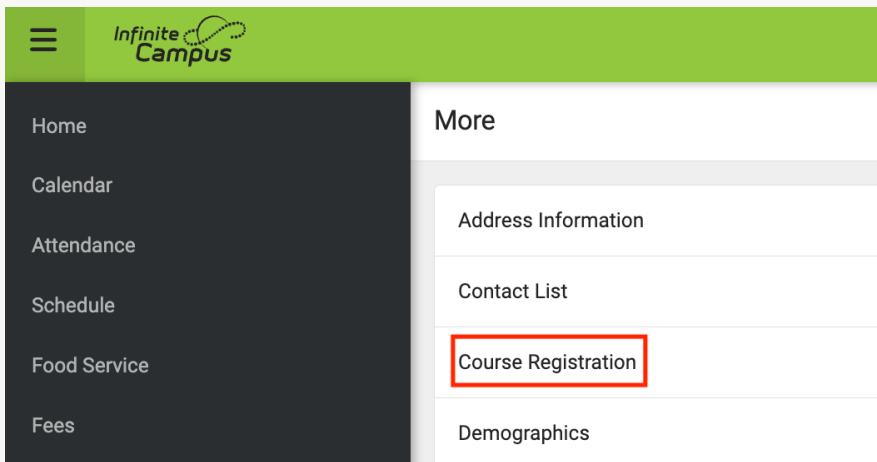 Infinite
Campus
Home
Calendar
Attendance
Schedule
Food Service
Fees
More
Address Information
Contact List
Course Registration
Demographics